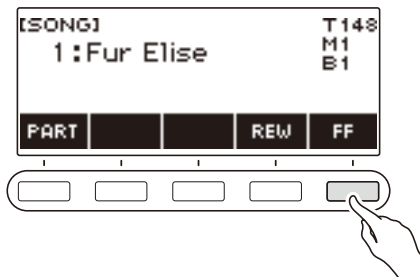 [SONG]
T148
1:Fur Elise
M1
B1
PART
REW
FF